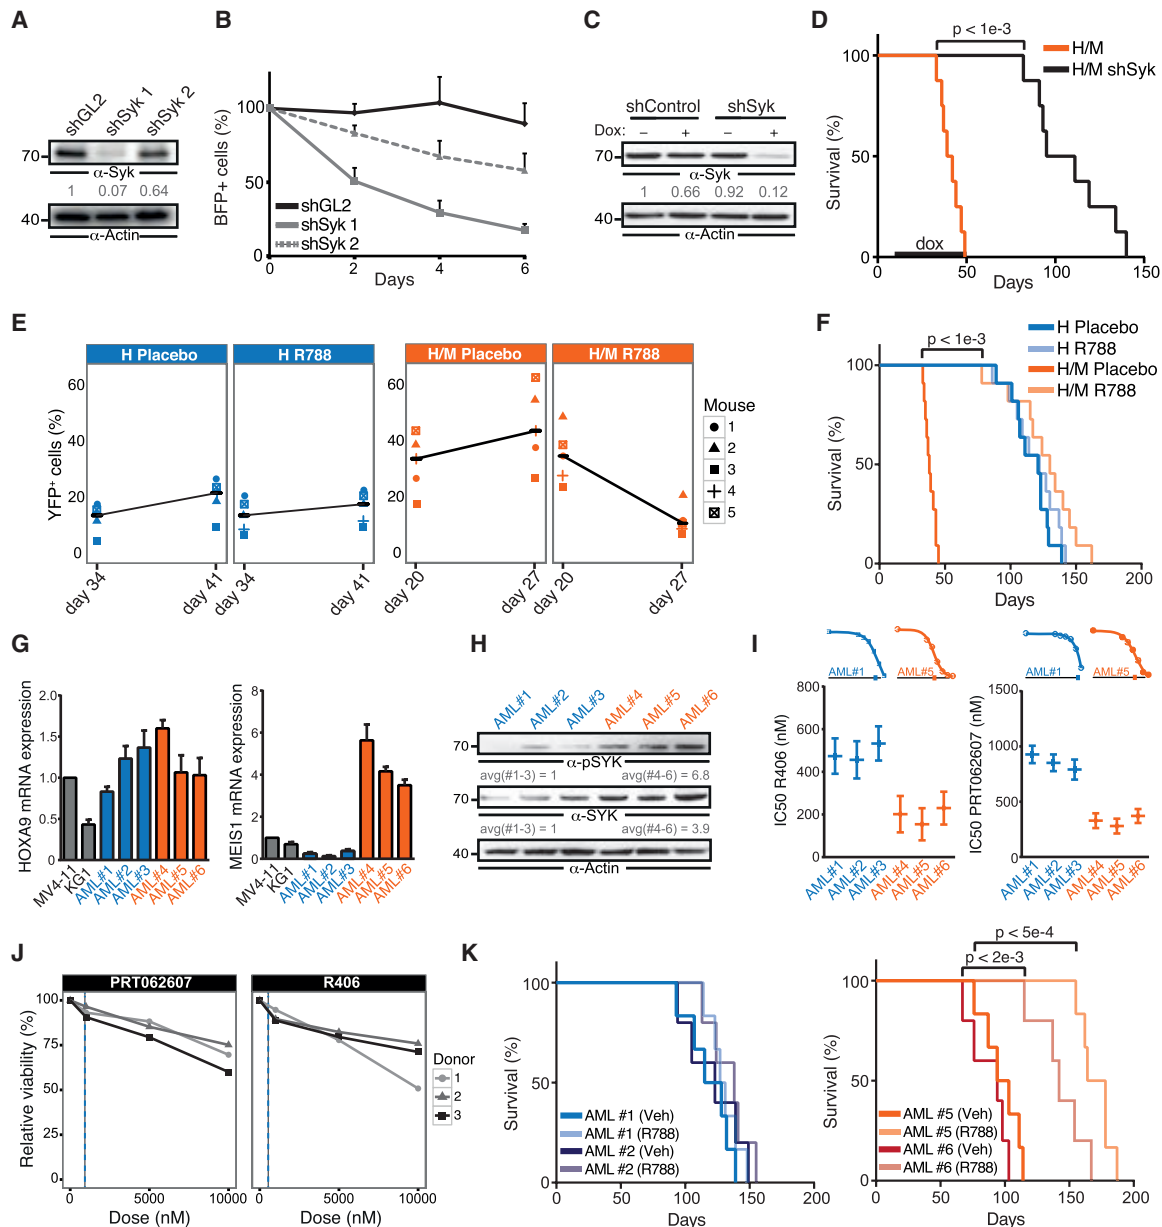 A
shGL2
shSyk 1
shSyk 2
70
α-Syk
1 0.07 0.64
40
α-Actin
B
BFP+ cells (%)
100
50
0
shGL2
shSyk 1
shSyk 2
0 2 4 6
Days
C
shControl shSyk
Dox: – + – +
70
α-Syk
1 0.66 0.92 0.12
40
α-Actin
D
p < 1e-3
H/M
H/M shSyk
Survival (%)
100
50
0
dox
0 50 100 150
Days
E
H Placebo
H R788
H/M Placebo
H/M R788
YFP+ cells (%)
60
40
20
0
60
40
20
0
day 34
day 41
day 34
day 41
day 20
day 27
day 20
day 27
Mouse
1
2
3
4
5
F
p < 1e-3
H Placebo
H R788
H/M Placebo
H/M R788
Survival (%)
100
50
0
0 50 100 150 200
Days
G
HOXA9 mRNA expression
2.0
1.5
1.0
0.5
0
MV4-11
KG1
AML#1
AML#2
AML#3
AML#4
AML#5
AML#6
MEIS1 mRNA expression
8
6
4
2
0
MV4-11
KG1
AML#1
AML#2
AML#3
AML#4
AML#5
AML#6
H
AML#1
AML#2
AML#3
AML#4
AML#5
AML#6
70
α-pSYK
avg(#1-3) = 1 avg(#4-6) = 6.8
70
α-SYK
avg(#1-3) = 1 avg(#4-6) = 3.9
40
α-Actin
I
AML#1
AML#5
IC50 R406 (nM)
800
600
400
200
0
AML#1
AML#2
AML#3
AML#4
AML#5
AML#6
AML#1
AML#5
IC50 PRT062607 (nM)
1500
1000
500
0
AML#1
AML#2
AML#3
AML#4
AML#5
AML#6
J
PRT062607
R406
Relative viability (%)
100
75
50
25
0
0 5000 10000
0 5000 10000
Dose (nM)
Dose (nM)
Donor
1
2
3
K
Survival (%)
100
50
0
AML #1 (Veh)
AML #1 (R788)
AML #2 (Veh)
AML #2 (R788)
0 50 100 150 200
Days
p < 5e-4
p < 2e-3
Survival (%)
100
50
0
AML #5 (Veh)
AML #5 (R788)
AML #6 (Veh)
AML #6 (R788)
0 50 100 150 200
Days